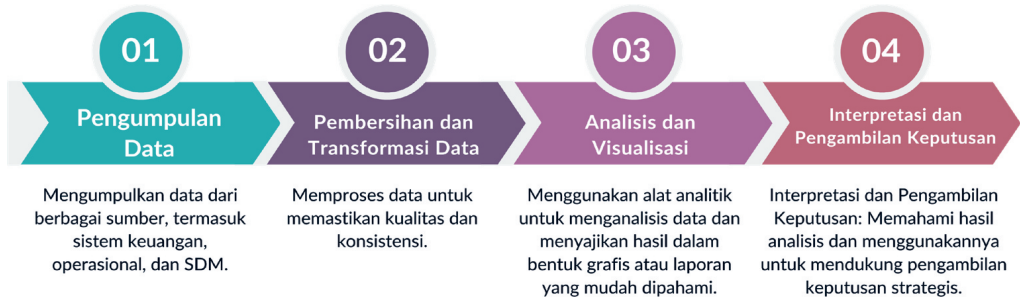 01
Pengumpulan
Data
Mengumpulkan data dari
berbagai sumber, termasuk
sistem keuangan,
operasional, dan SDM.
02
Pembersihan dan
Transformasi Data
Memproses data untuk
memastikan kualitas dan
konsistensi.
03
Analisis dan
Visualisasi
Menggunakan alat analitik
untuk menganalisis data dan
menyajikan hasil dalam
bentuk grafis atau laporan
yang mudah dipahami.
04
Interpretasi dan
Pengambilan Keputusan
Interpretasi dan Pengambilan
Keputusan: Memahami hasil
analisis dan menggunakannya
untuk mendukung pengambilan
keputusan strategis.